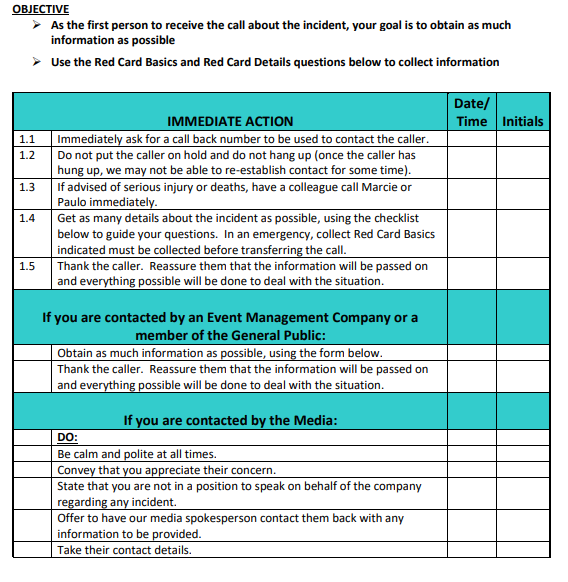 OBJECTIVE
➢ As the first person to receive the call about the incident, your goal is to obtain as much
information as possible
➢ Use the Red Card Basics and Red Card Details questions below to collect information
Date/
IMMEDIATE ACTION Time Initials
1.1 Immediately ask for a call back number to be used to contact the caller.
1.2 Do not put the caller on hold and do not hang up (once the caller has
hung up, we may not be able to re-establish contact for some time).
1.3 If advised of serious injury or deaths, have a colleague call Marcie or
Paulo immediately.
1.4 Get as many details about the incident as possible, using the checklist
below to guide your questions. In an emergency, collect Red Card Basics
indicated must be collected before transferring the call.
1.5 Thank the caller. Reassure them that the information will be passed on
and everything possible will be done to deal with the situation.
If you are contacted by an Event Management Company or a
member of the General Public:
Obtain as much information as possible, using the form below.
Thank the caller. Reassure them that the information will be passed on
and everything possible will be done to deal with the situation.
If you are contacted by the Media:
DO:
Be calm and polite at all times.
Convey that you appreciate their concern.
State that you are not in a position to speak on behalf of the company
regarding any incident.
Offer to have our media spokesperson contact them back with any
information to be provided.
Take their contact details.